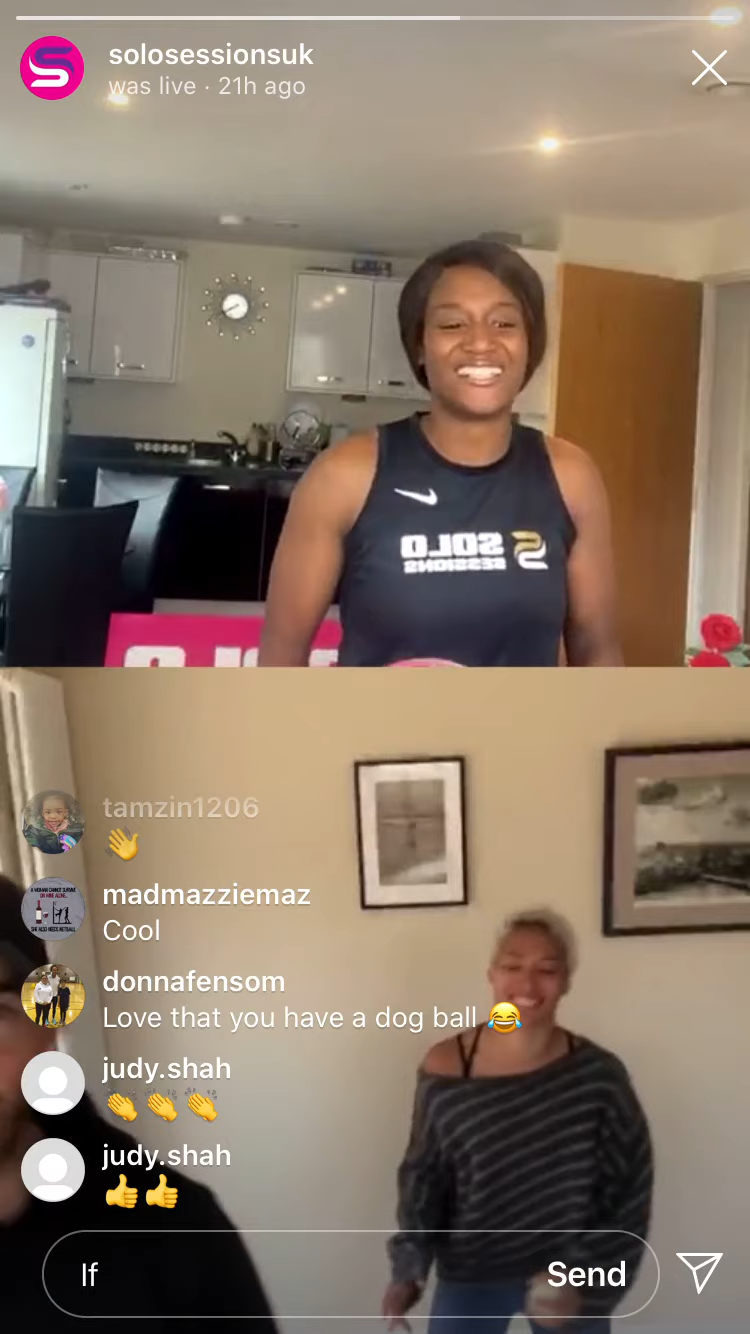 solosessionsuk
was live · 21h ago
SOLO
SESSIONS
tamzin1206
👋
madmazziemaz
Cool
donnafensom
Love that you have a dog ball 😂
judy.shah
👏👏👏
judy.shah
👍👍
If
Send